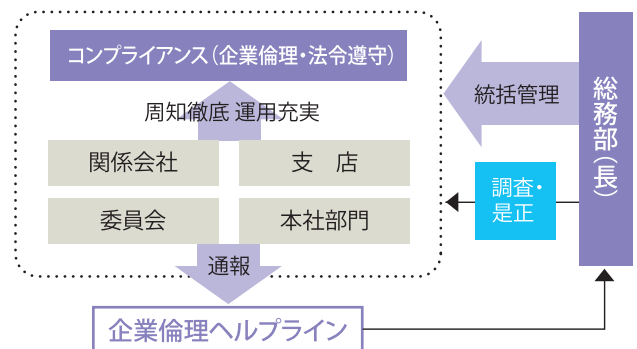 コンプライアンス（企業倫理・法令遵守）
周知徹底 運用充実
関係会社
支　店
委員会
本社部門
通報
企業倫理ヘルプライン
統括管理
調査・
是正
総務部（長）